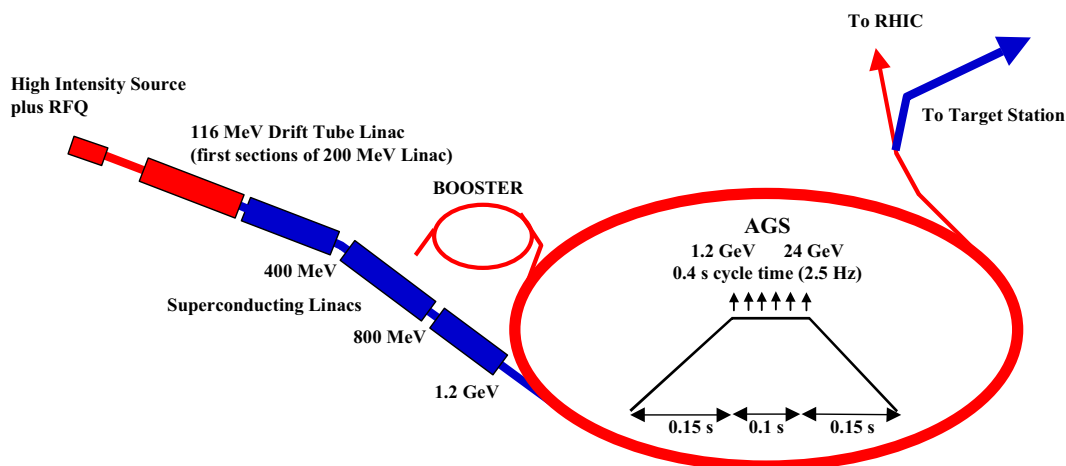 To RHIC
High Intensity Source
plus RFQ
To Target Station
116 MeV Drift Tube Linac
(first sections of 200 MeV Linac)
BOOSTER
AGS
1.2 GeV 24 GeV
0.4 s cycle time (2.5 Hz)
400 MeV
Superconducting Linacs
800 MeV
1.2 GeV
0.15 s 0.1 s 0.15 s